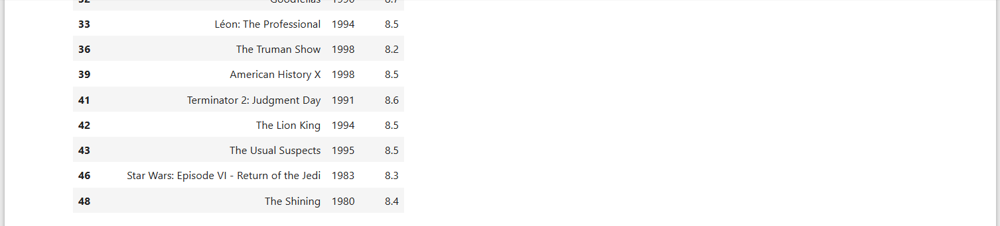 32 Goodfellas 1990 8.7
33 Léon: The Professional 1994 8.5
36 The Truman Show 1998 8.2
39 American History X 1998 8.5
41 Terminator 2: Judgment Day 1991 8.6
42 The Lion King 1994 8.5
43 The Usual Suspects 1995 8.5
46 Star Wars: Episode VI - Return of the Jedi 1983 8.3
48 The Shining 1980 8.4